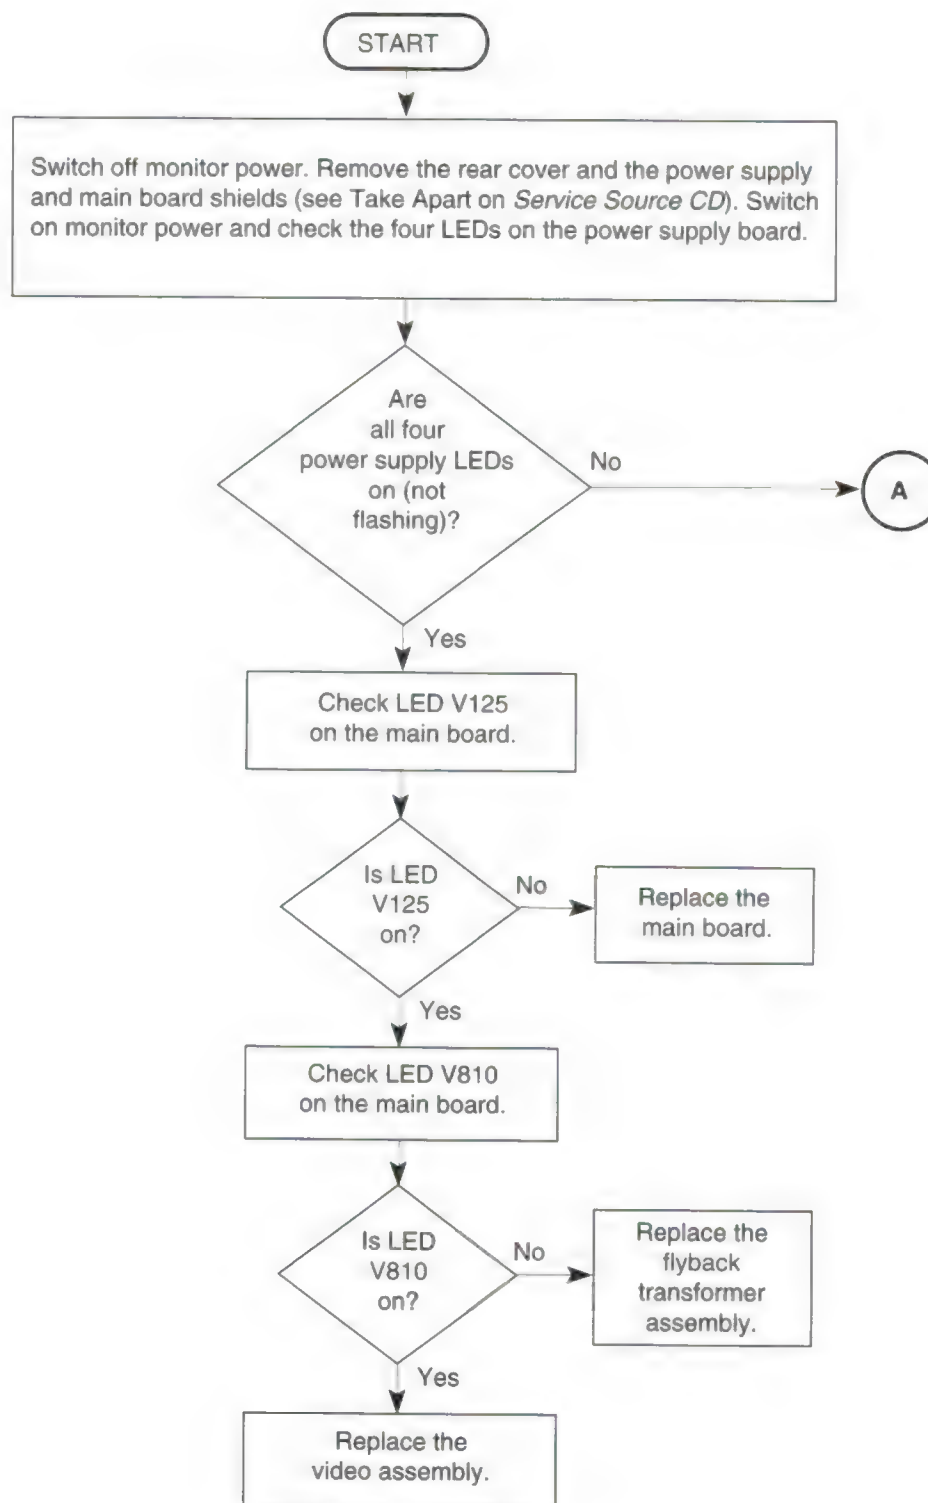 START
Switch off monitor power. Remove the rear cover and the power supply
and main board shields (see Take Apart on Service Source CD). Switch
on monitor power and check the four LEDs on the power supply board.
Are
all four
power supply LEDs
on (not
flashing)?
No
A
Yes
Check LED V125
on the main board.
Is LED
V125
on?
No
Replace the
main board.
Yes
Check LED V810
on the main board.
Is LED
V810
on?
No
Replace the
flyback
transformer
assembly.
Yes
Replace the
video assembly.